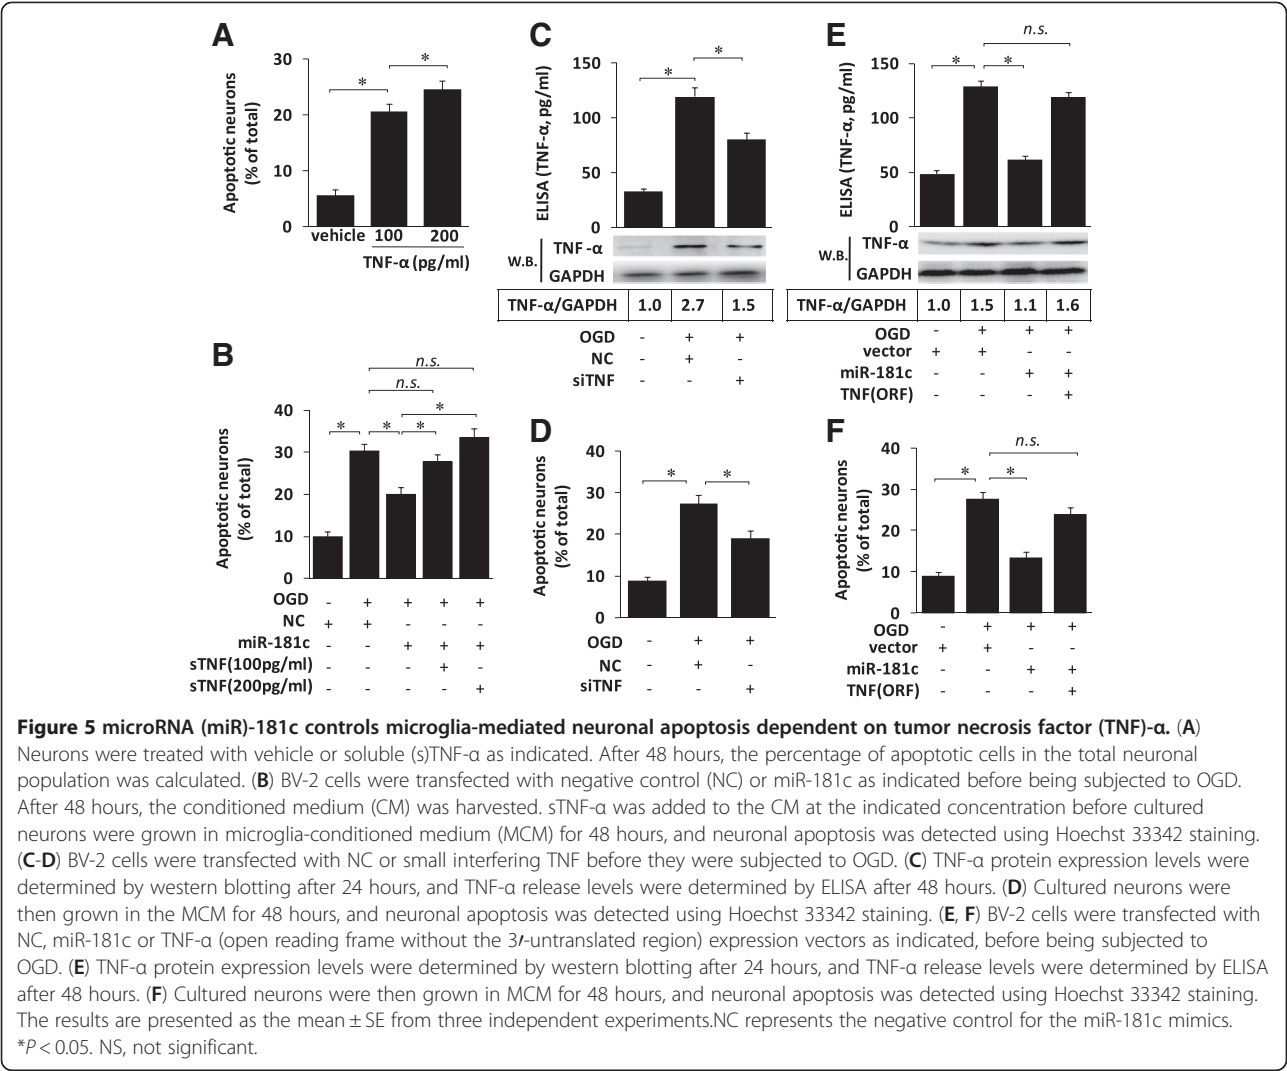 A
Apoptotic neurons
(% of total)
30
20
10
0
*
*
vehicle 100 200
TNF-α (pg/ml)
B
Apoptotic neurons
(% of total)
40
30
20
10
0
n.s.
n.s.
*
* * *
OGD - + + + +
NC + + - - -
miR-181c - - + + +
sTNF(100pg/ml) - - - + -
sTNF(200pg/ml) - - - - +
C
ELISA (TNF-α, pg/ml)
150
100
50
0
*
*
W.B.
TNF -α
GAPDH
TNF-α/GAPDH 1.0 2.7 1.5
OGD - + +
NC - + -
siTNF - - +
D
Apoptotic neurons
(% of total)
40
30
20
10
0
* *
OGD - + +
NC - + -
siTNF - - +
E
ELISA (TNF-α, pg/ml)
150
100
50
0
n.s.
* *
W.B.
TNF-α
GAPDH
TNF-α/GAPDH 1.0 1.5 1.1 1.6
OGD - + + +
vector + + - -
miR-181c - - + +
TNF(ORF) - - - +
F
Apoptotic neurons
(% of total)
40
30
20
10
0
n.s.
* *
OGD - + + +
vector + + - -
miR-181c - - + +
TNF(ORF) - - - +
Figure 5 microRNA (miR)-181c controls microglia-mediated neuronal apoptosis dependent on tumor necrosis factor (TNF)-α. (A)
Neurons were treated with vehicle or soluble (s)TNF-α as indicated. After 48 hours, the percentage of apoptotic cells in the total neuronal
population was calculated. (B) BV-2 cells were transfected with negative control (NC) or miR-181c as indicated before being subjected to OGD.
After 48 hours, the conditioned medium (CM) was harvested. sTNF-α was added to the CM at the indicated concentration before cultured
neurons were grown in microglia-conditioned medium (MCM) for 48 hours, and neuronal apoptosis was detected using Hoechst 33342 staining.
(C-D) BV-2 cells were transfected with NC or small interfering TNF before they were subjected to OGD. (C) TNF-α protein expression levels were
determined by western blotting after 24 hours, and TNF-α release levels were determined by ELISA after 48 hours. (D) Cultured neurons were
then grown in the MCM for 48 hours, and neuronal apoptosis was detected using Hoechst 33342 staining. (E, F) BV-2 cells were transfected with
NC, miR-181c or TNF-α (open reading frame without the 3′-untranslated region) expression vectors as indicated, before being subjected to
OGD. (E) TNF-α protein expression levels were determined by western blotting after 24 hours, and TNF-α release levels were determined by ELISA
after 48 hours. (F) Cultured neurons were then grown in MCM for 48 hours, and neuronal apoptosis was detected using Hoechst 33342 staining.
The results are presented as the mean ± SE from three independent experiments.NC represents the negative control for the miR-181c mimics.
*P < 0.05. NS, not significant.